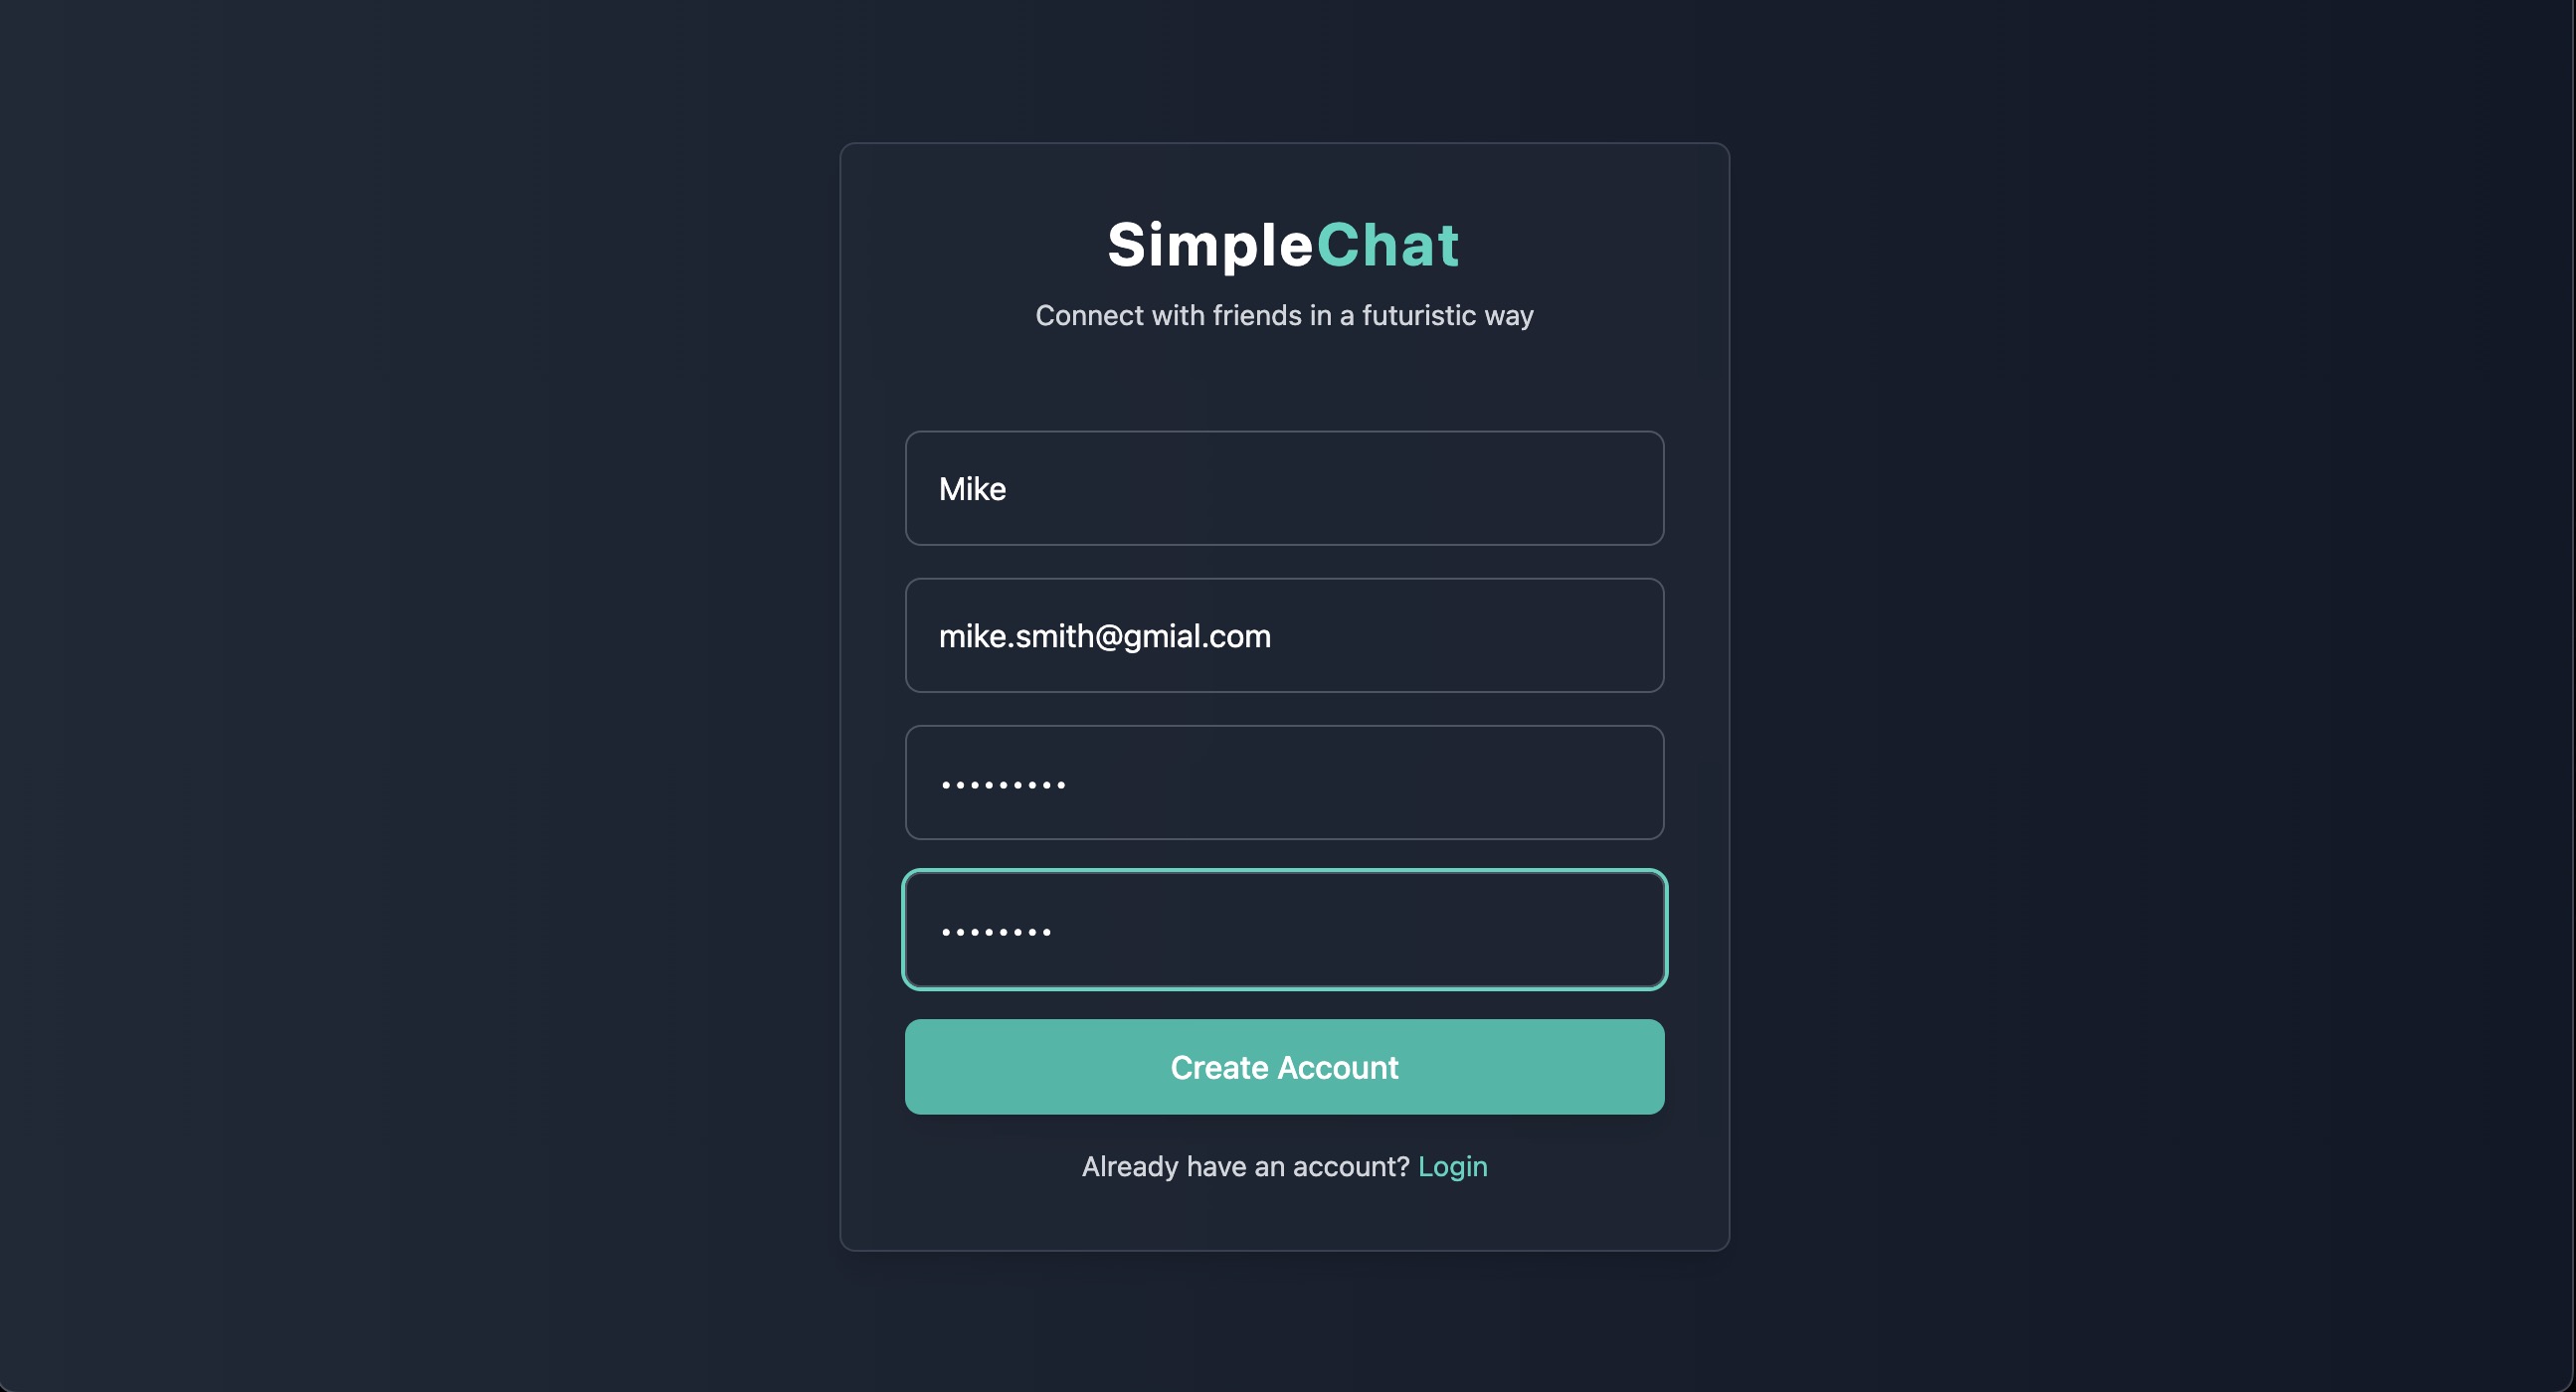 SimpleChat
Connect with friends in a futuristic way
Mike
mike.smith@gmial.com
•••••••••
••••••••
Create Account
Already have an account? Login